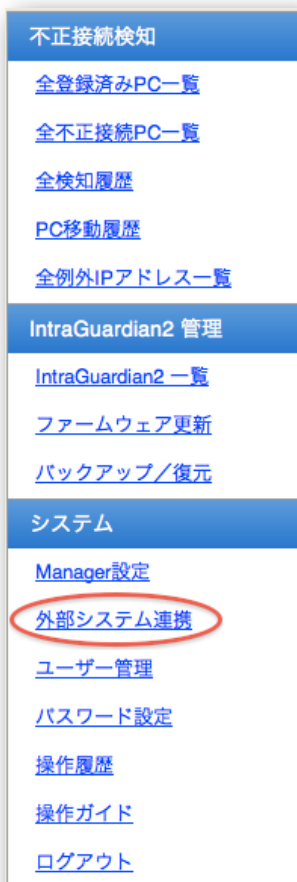 不正接続検知
全登録済みPC一覧
全不正接続PC一覧
全検知履歴
PC移動履歴
全例外IPアドレス一覧
IntraGuardian2 管理
IntraGuardian2 一覧
ファームウェア更新
バックアップ／復元
システム
Manager設定
外部システム連携
ユーザー管理
パスワード設定
操作履歴
操作ガイド
ログアウト